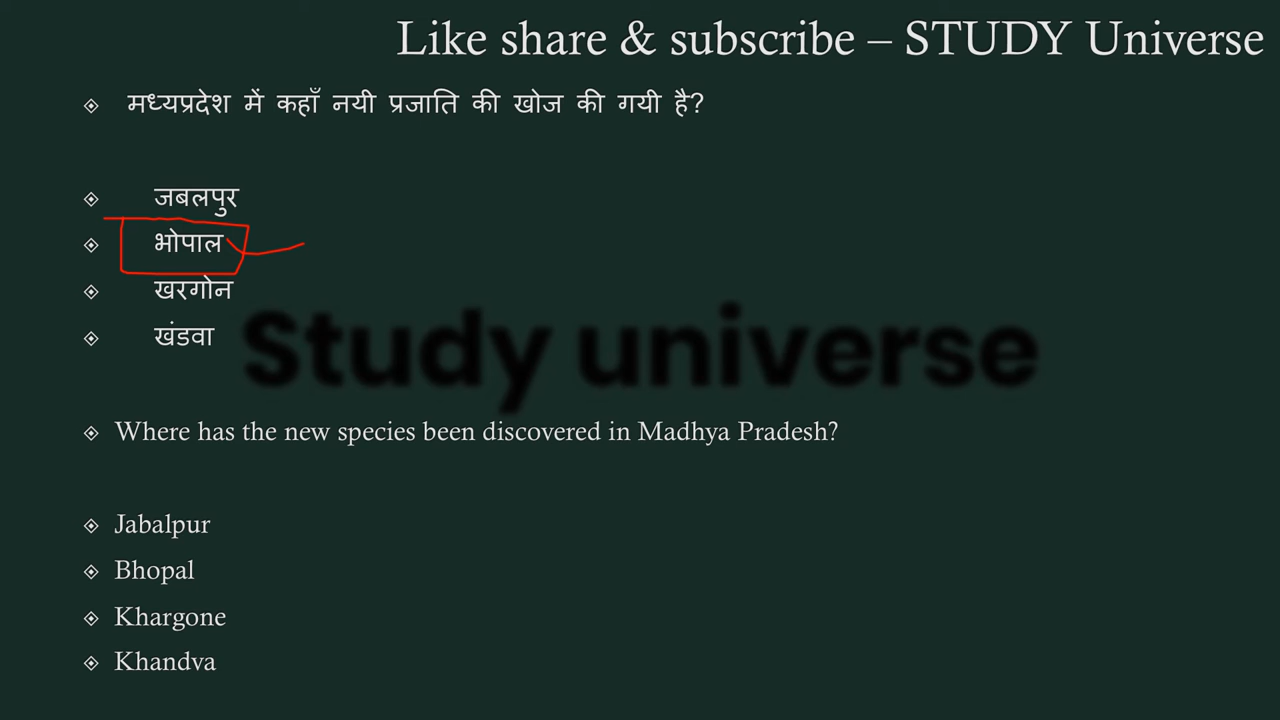 Like share & subscribe – STUDY Universe
मध्यप्रदेश में कहाँ नयी प्रजाति की खोज की गयी है?
जबलपुर
भोपाल
खरगोन
खंडवा
Study universe
Where has the new species been discovered in Madhya Pradesh?
Jabalpur
Bhopal
Khargone
Khandva